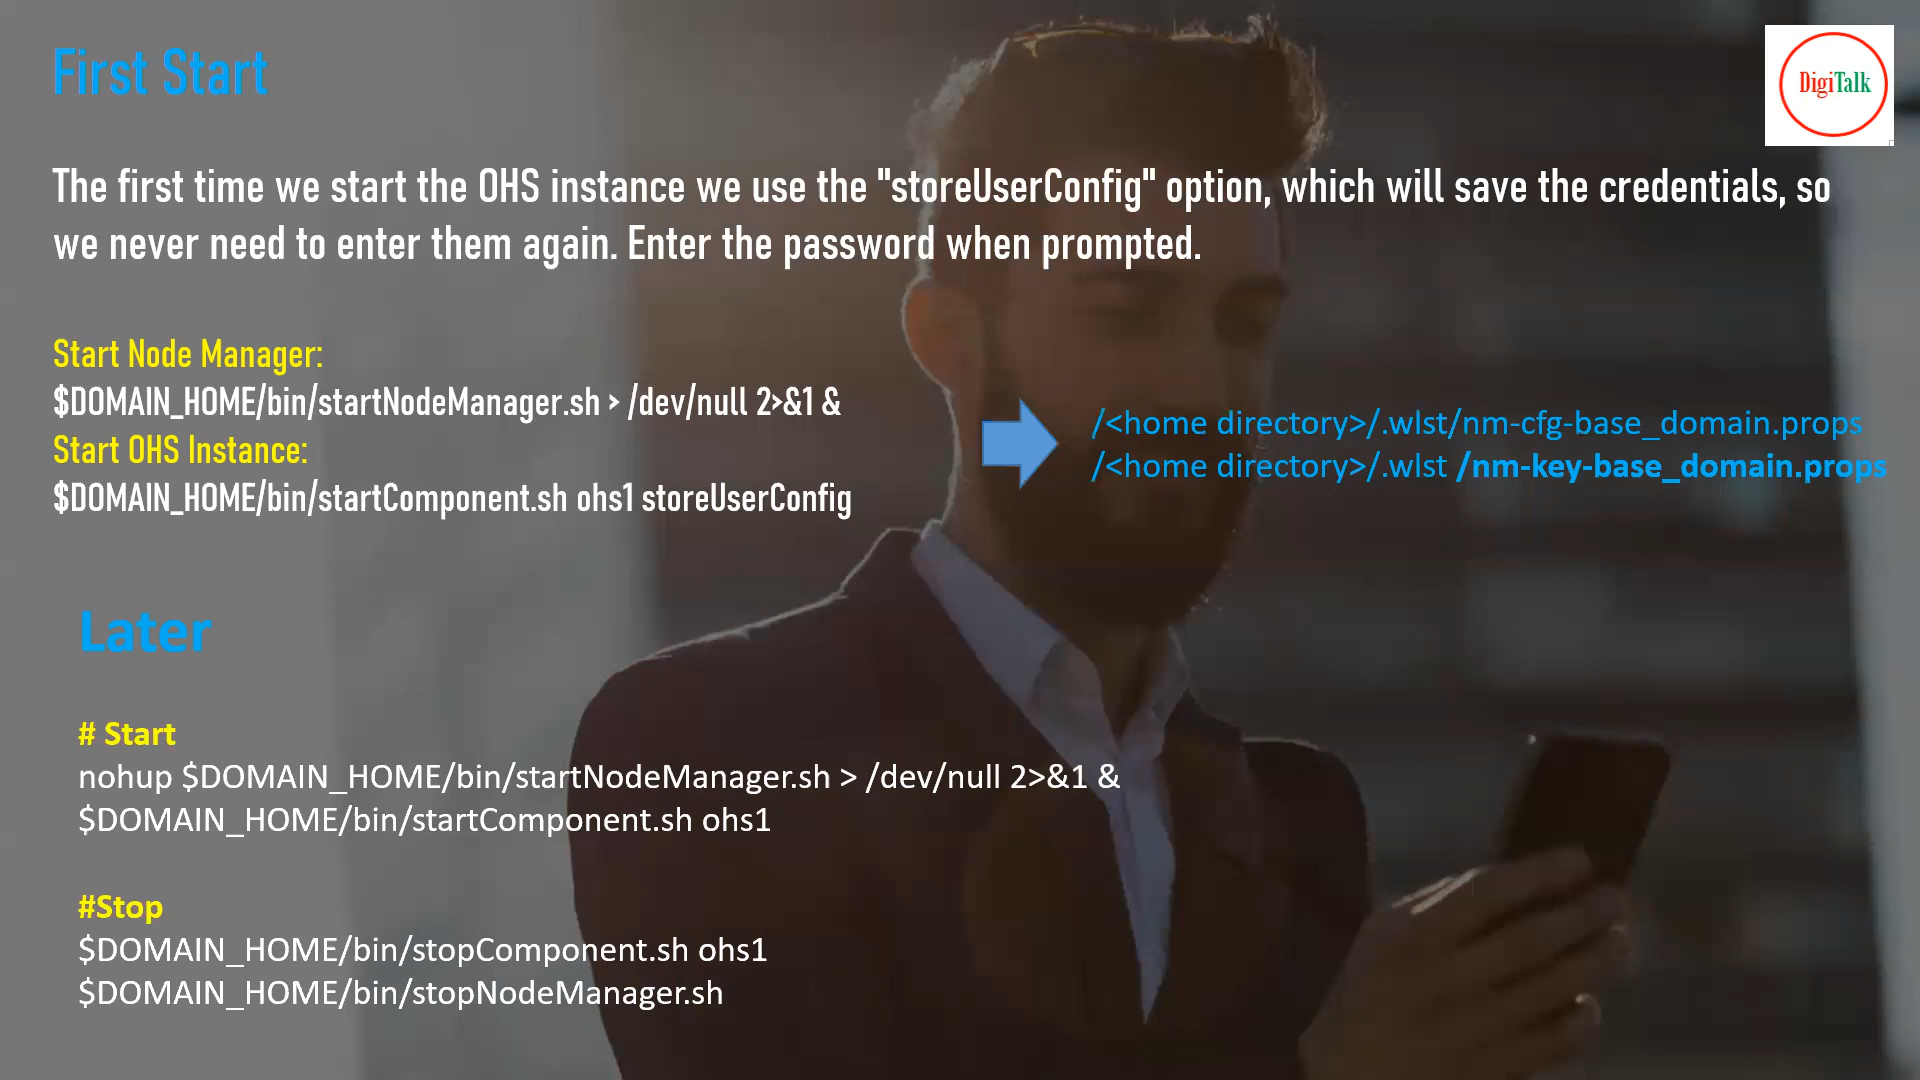 First Start
DigiTalk
The first time we start the OHS instance we use the "storeUserConfig" option, which will save the credentials, so
we never need to enter them again. Enter the password when prompted.
Start Node Manager:
$DOMAIN_HOME/bin/startNodeManager.sh > /dev/null 2>&1 &
Start OHS Instance:
$DOMAIN_HOME/bin/startComponent.sh ohs1 storeUserConfig
/<home directory>/.wlst/nm-cfg-base_domain.props
/<home directory>/.wlst /nm-key-base_domain.props
Later
# Start
nohup $DOMAIN_HOME/bin/startNodeManager.sh > /dev/null 2>&1 &
$DOMAIN_HOME/bin/startComponent.sh ohs1
#Stop
$DOMAIN_HOME/bin/stopComponent.sh ohs1
$DOMAIN_HOME/bin/stopNodeManager.sh